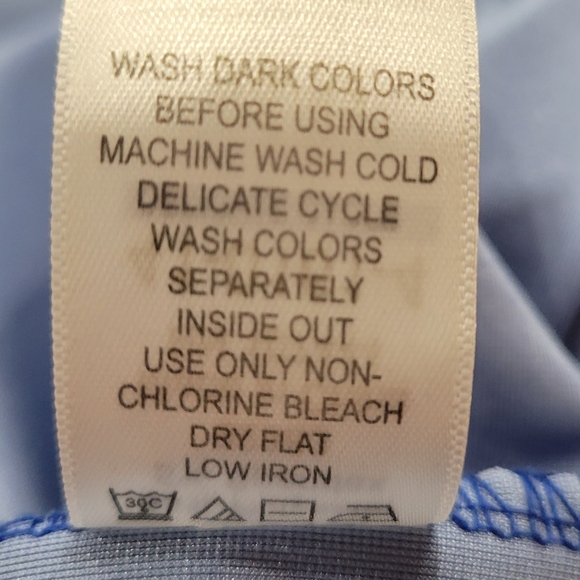 WASH DARK COLORS
BEFORE USING
MACHINE WASH COLD
DELICATE CYCLE
WASH COLORS
SEPARATELY
INSIDE OUT
USE ONLY NON-
CHLORINE BLEACH
DRY FLAT
LOW IRON
30C